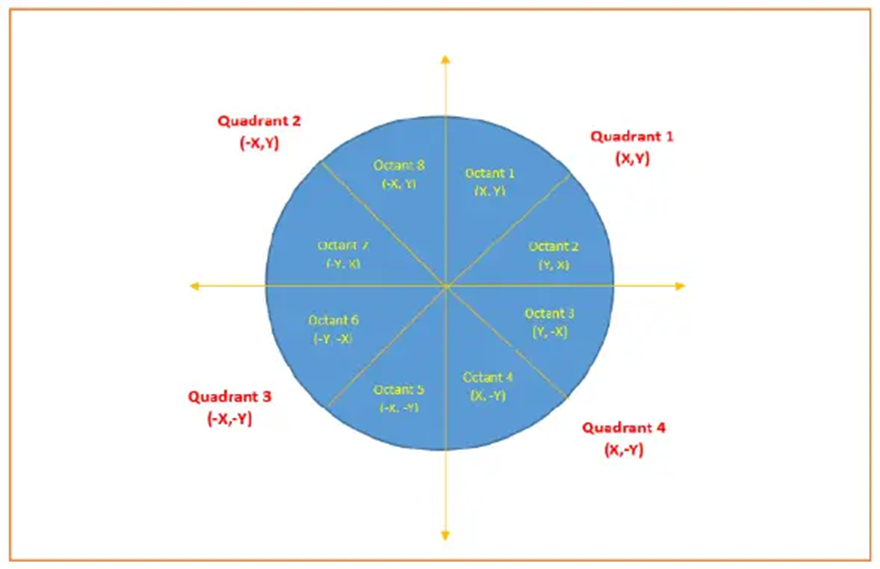 Quadrant 2
(-X,Y)
Quadrant 1
(X,Y)
Octant 8
(-X, Y)
Octant 1
(X, Y)
Octant 7
(-Y, X)
Octant 2
(Y, X)
Octant 6
(-Y, -X)
Octant 3
(Y, -X)
Octant 5
(-X, -Y)
Octant 4
(X, -Y)
Quadrant 3
(-X,-Y)
Quadrant 4
(X,-Y)